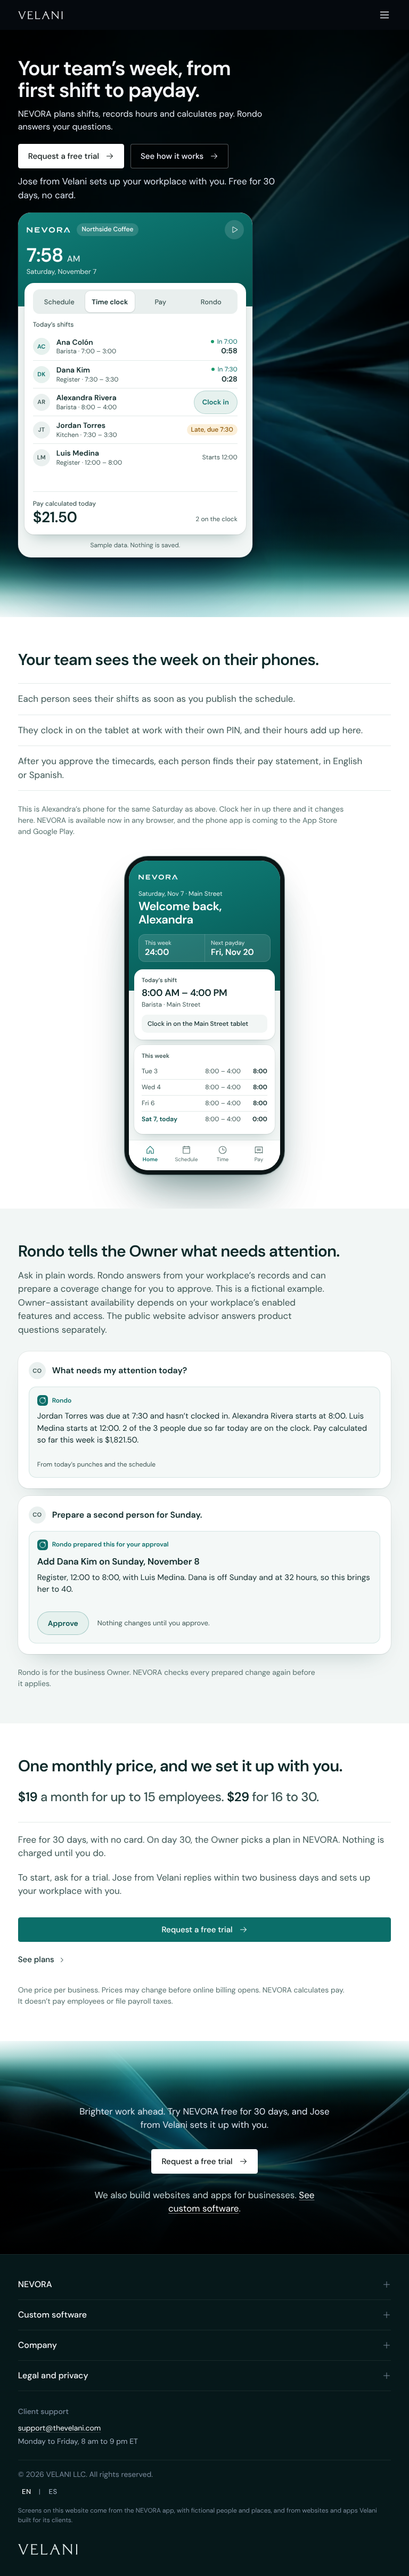 VELANI
Your team’s week, from
first shift to payday.
NEVORA plans shifts, records hours and calculates pay. Rondo
answers your questions.
Request a free trial
See how it works
Jose from Velani sets up your workplace with you. Free for 30
days, no card.
NEVORA
Northside Coffee
7:58 AM
Saturday, November 7
Schedule
Time clock
Pay
Rondo
Today’s shifts
AC
Ana Colón
Barista · 7:00 – 3:00
In 7:00
0:58
DK
Dana Kim
Register · 7:30 – 3:30
In 7:30
0:28
AR
Alexandra Rivera
Barista · 8:00 – 4:00
Clock in
JT
Jordan Torres
Kitchen · 7:30 – 3:30
Late, due 7:30
LM
Luis Medina
Register · 12:00 – 8:00
Starts 12:00
Pay calculated today
$21.50
2 on the clock
Sample data. Nothing is saved.
Your team sees the week on their phones.
Each person sees their shifts as soon as you publish the schedule.
They clock in on the tablet at work with their own PIN, and their hours add up here.
After you approve the timecards, each person finds their pay statement, in English
or Spanish.
This is Alexandra’s phone for the same Saturday as above. Clock her in up there and it changes
here. NEVORA is available now in any browser, and the phone app is coming to the App Store
and Google Play.
NEVORA
Saturday, Nov 7 · Main Street
Welcome back,
Alexandra
This week
24:00
Next payday
Fri, Nov 20
Today’s shift
8:00 AM – 4:00 PM
Barista · Main Street
Clock in on the Main Street tablet
This week
Tue 3 8:00 – 4:00 8:00
Wed 4 8:00 – 4:00 8:00
Fri 6 8:00 – 4:00 8:00
Sat 7, today 8:00 – 4:00 0:00
Home
Schedule
Time
Pay
Rondo tells the Owner what needs attention.
Ask in plain words. Rondo answers from your workplace’s records and can
prepare a coverage change for you to approve. This is a fictional example.
Owner-assistant availability depends on your workplace’s enabled
features and access. The public website advisor answers product
questions separately.
CO
What needs my attention today?
Rondo
Jordan Torres was due at 7:30 and hasn’t clocked in. Alexandra Rivera starts at 8:00. Luis
Medina starts at 12:00. 2 of the 3 people due so far today are on the clock. Pay calculated
so far this week is $1,821.50.
From today’s punches and the schedule
CO
Prepare a second person for Sunday.
Rondo prepared this for your approval
Add Dana Kim on Sunday, November 8
Register, 12:00 to 8:00, with Luis Medina. Dana is off Sunday and at 32 hours, so this brings
her to 40.
Approve
Nothing changes until you approve.
Rondo is for the business Owner. NEVORA checks every prepared change again before
it applies.
One monthly price, and we set it up with you.
$19 a month for up to 15 employees. $29 for 16 to 30.
Free for 30 days, with no card. On day 30, the Owner picks a plan in NEVORA. Nothing is
charged until you do.
To start, ask for a trial. Jose from Velani replies within two business days and sets up
your workplace with you.
Request a free trial
See plans
One price per business. Prices may change before online billing opens. NEVORA calculates pay.
It doesn’t pay employees or file payroll taxes.
Brighter work ahead. Try NEVORA free for 30 days, and Jose
from Velani sets it up with you.
Request a free trial
We also build websites and apps for businesses. See
custom software.
NEVORA
Custom software
Company
Legal and privacy
Client support
support@thevelani.com
Monday to Friday, 8 am to 9 pm ET
© 2026 VELANI LLC. All rights reserved.
EN | ES
Screens on this website come from the NEVORA app, with fictional people and places, and from websites and apps Velani
built for its clients.
VELANI